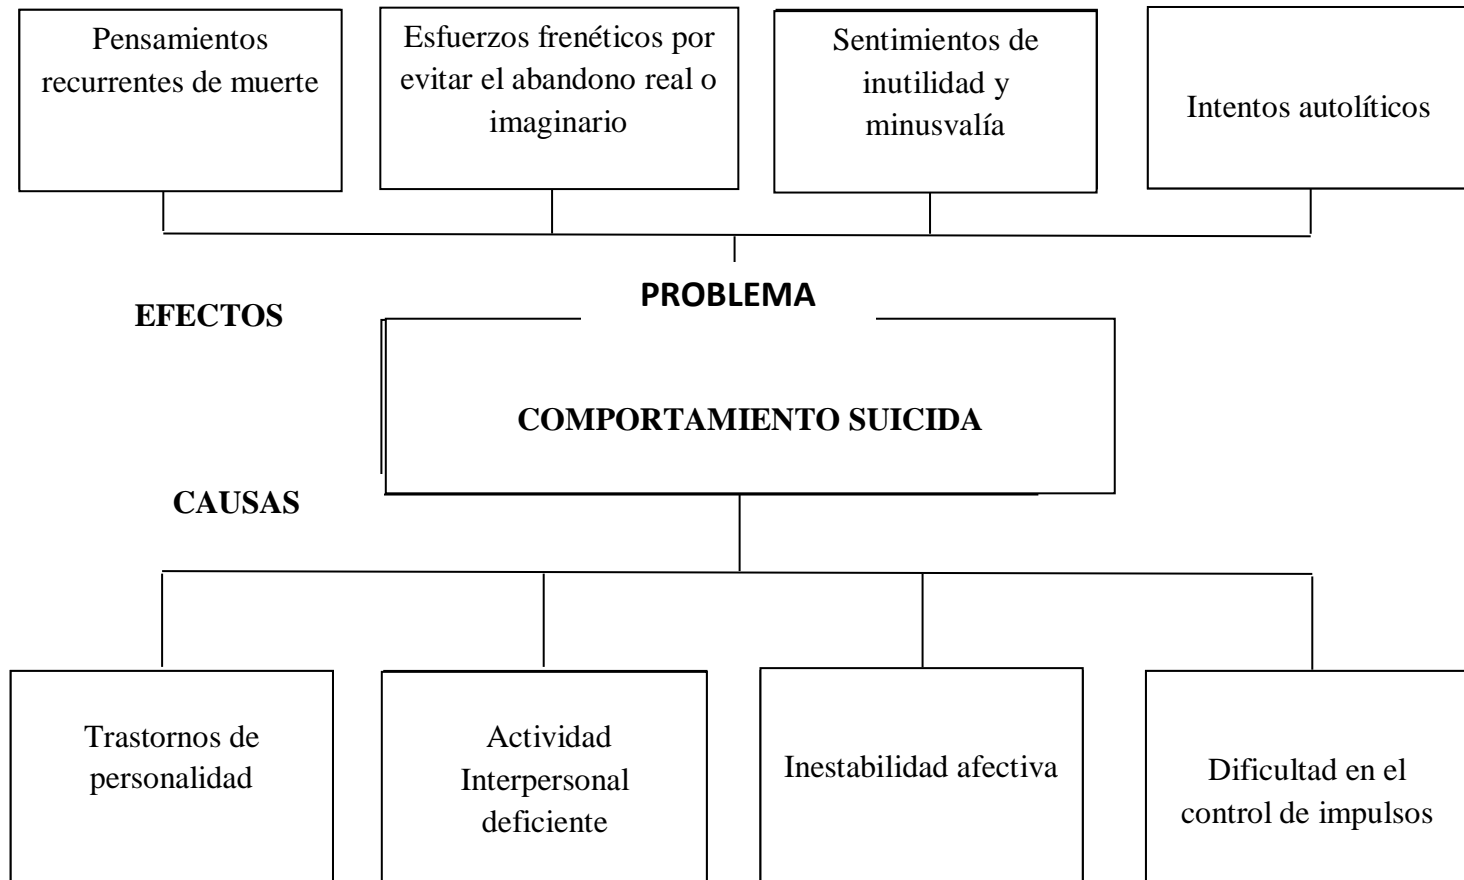 Pensamientos
recurrentes de muerte
Esfuerzos frenéticos por
evitar el abandono real o
imaginario
Sentimientos de
inutilidad y
minusvalía
Intentos autolíticos
PROBLEMA
EFECTOS
COMPORTAMIENTO SUICIDA
CAUSAS
Trastornos de
personalidad
Actividad
Interpersonal
deficiente
Inestabilidad afectiva
Dificultad en el
control de impulsos